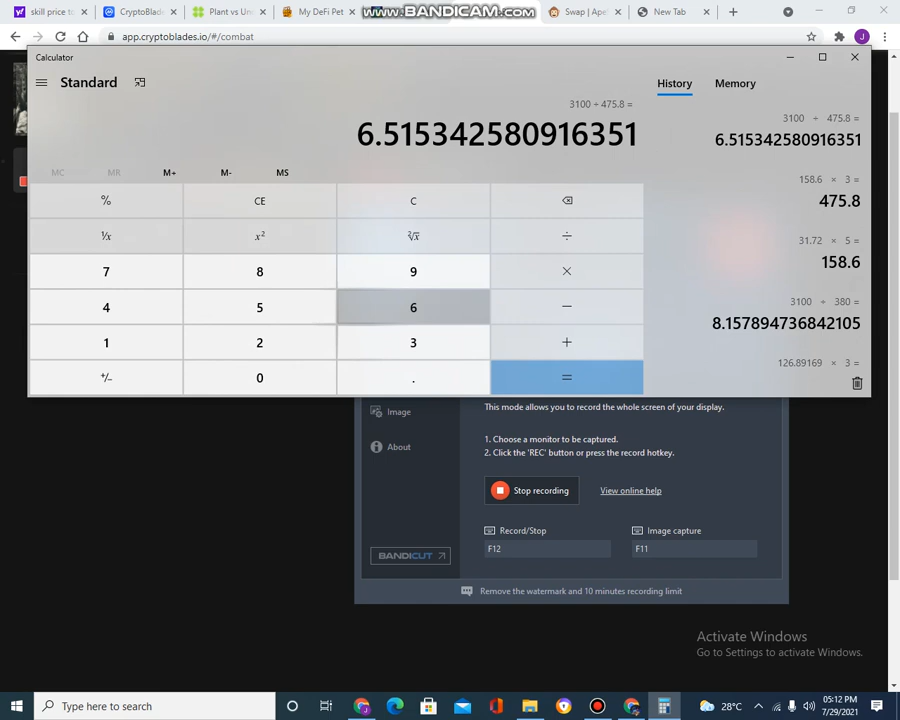 skill price to
CryptoBlade
Plant vs Un
My DeFi Pet
www.BANDICAM.com
Swap | Ape
New Tab
app.cryptoblades.io/#/combat
J
Calculator
Standard
History
Memory
3100 ÷ 475.8 =
6.515342580916351
3100 ÷ 475.8 =
6.515342580916351
MC
MR
M+
M-
MS
158.6 × 3 =
475.8
%
CE
C
⌫
¹/x
x²
²√x
÷
31.72 × 5 =
158.6
7
8
9
×
4
5
6
−
3100 ÷ 380 =
8.157894736842105
1
2
3
+
126.89169 × 3 =
+/−
0
.
=
Image
This mode allows you to record the whole screen of your display.
About
1. Choose a monitor to be captured.
2. Click the 'REC' button or press the record hotkey.
Stop recording
View online help
Record/Stop
Image capture
F12
F11
BANDICUT
Remove the watermark and 10 minutes recording limit
Activate Windows
Go to Settings to activate Windows.
Type here to search
28°C
05:12 PM
7/29/2021